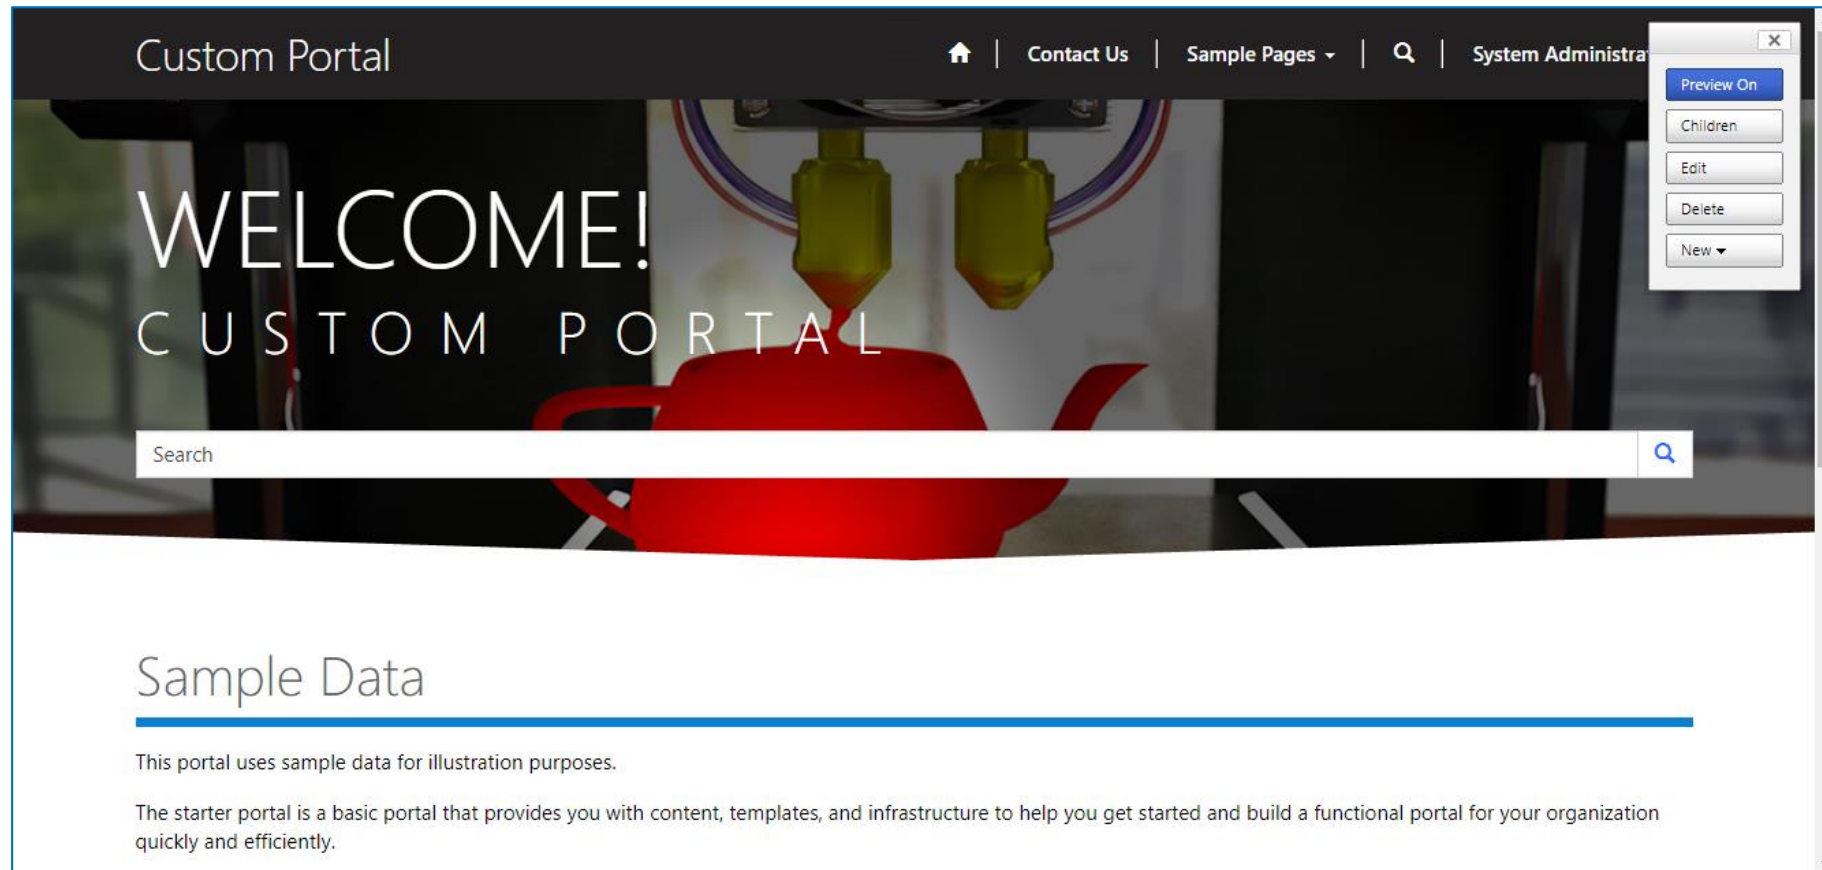 Custom Portal
Contact Us
Sample Pages
System Administra
Preview On
Children
Edit
Delete
New
WELCOME!
CUSTOM PORTAL
Search
Sample Data
This portal uses sample data for illustration purposes.
The starter portal is a basic portal that provides you with content, templates, and infrastructure to help you get started and build a functional portal for your organization
quickly and efficiently.